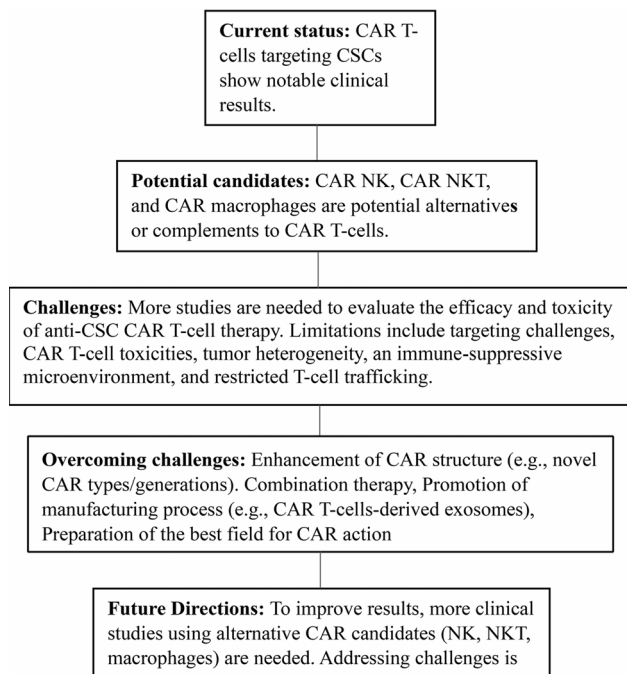 Current status: CAR T-
cells targeting CSCs
show notable clinical
results.
Potential candidates: CAR NK, CAR NKT,
and CAR macrophages are potential alternatives
or complements to CAR T-cells.
Challenges: More studies are needed to evaluate the efficacy and toxicity
of anti-CSC CAR T-cell therapy. Limitations include targeting challenges,
CAR T-cell toxicities, tumor heterogeneity, an immune-suppressive
microenvironment, and restricted T-cell trafficking.
Overcoming challenges: Enhancement of CAR structure (e.g., novel
CAR types/generations). Combination therapy, Promotion of
manufacturing process (e.g., CAR T-cells-derived exosomes),
Preparation of the best field for CAR action
Future Directions: To improve results, more clinical
studies using alternative CAR candidates (NK, NKT,
macrophages) are needed. Addressing challenges is